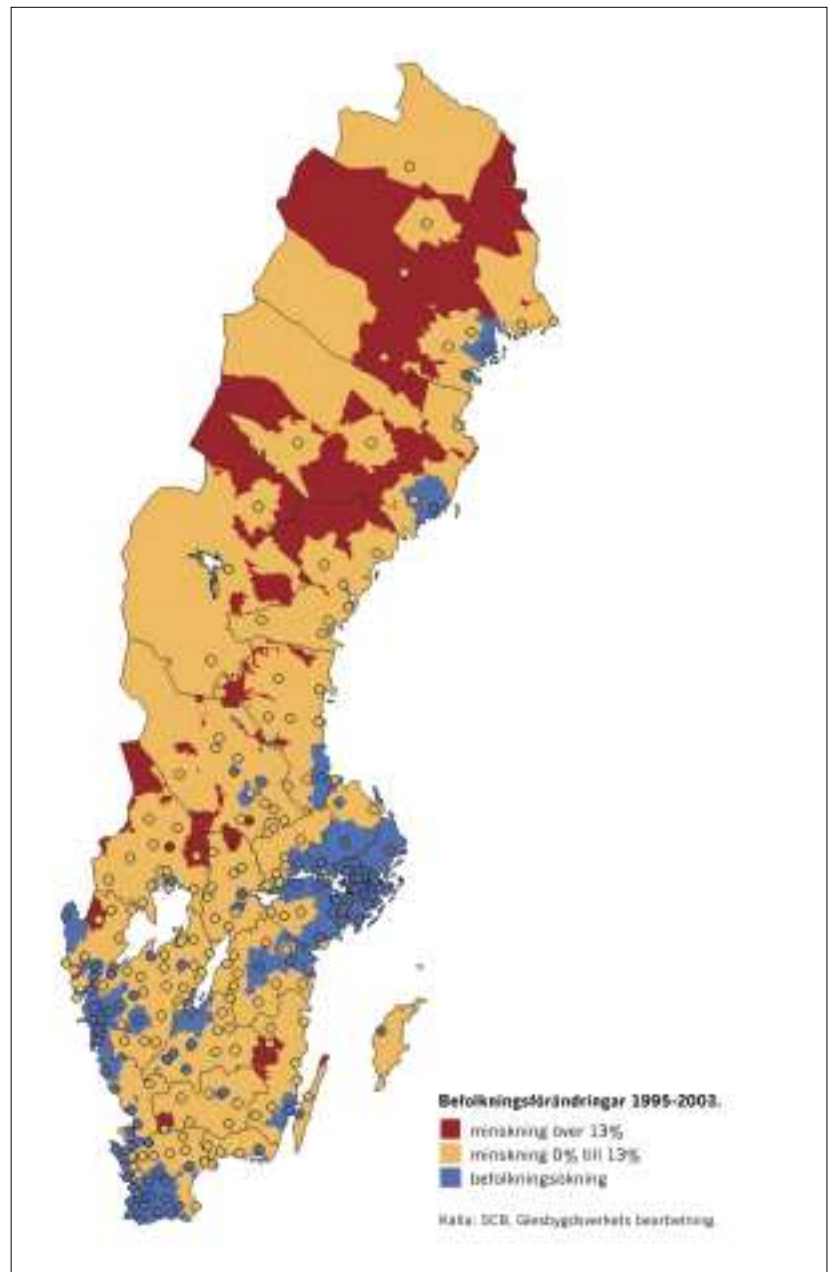 Befolkningsförändringar 1995-2003.
minskning över 13%
minskning 0% till 13%
befolkningsökning
Källa: SCB, Glesbygdsverkets bearbetning.